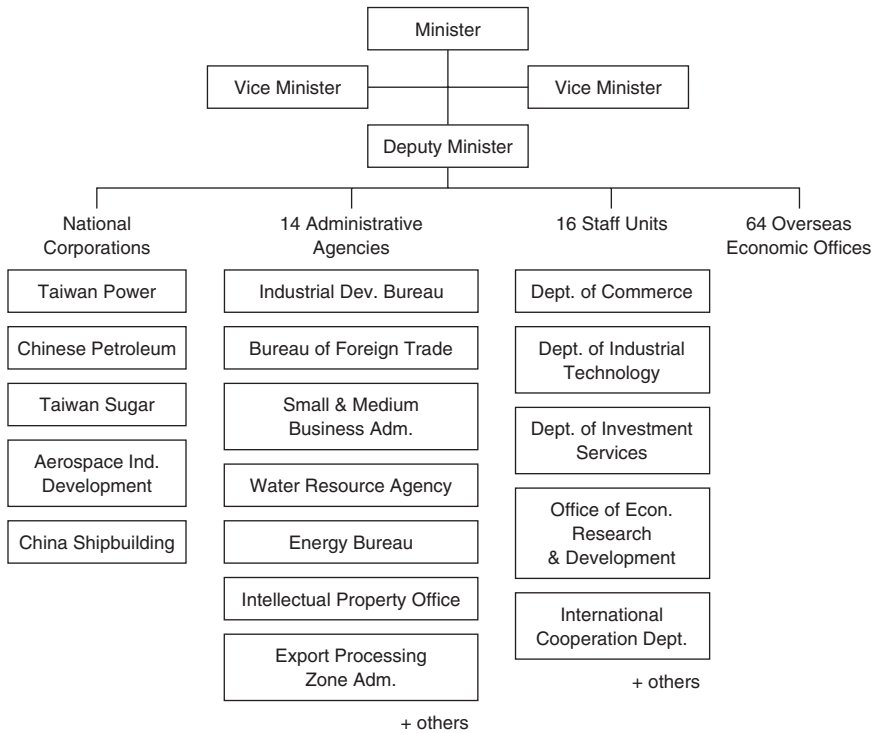 Minister
Vice Minister
Vice Minister
Deputy Minister
National
Corporations
Taiwan Power
Chinese Petroleum
Taiwan Sugar
Aerospace Ind.
Development
China Shipbuilding
14 Administrative
Agencies
Industrial Dev. Bureau
Bureau of Foreign Trade
Small & Medium
Business Adm.
Water Resource Agency
Energy Bureau
Intellectual Property Office
Export Processing
Zone Adm.
+ others
16 Staff Units
Dept. of Commerce
Dept. of Industrial
Technology
Dept. of Investment
Services
Office of Econ.
Research
& Development
International
Cooperation Dept.
+ others
64 Overseas
Economic Offices